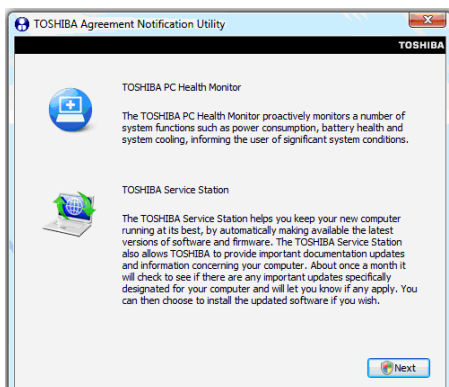 TOSHIBA Agreement Notification Utility
TOSHIBA
TOSHIBA PC Health Monitor
The TOSHIBA PC Health Monitor proactively monitors a number of
system functions such as power consumption, battery health and
system cooling, informing the user of significant system conditions.
TOSHIBA Service Station
The TOSHIBA Service Station helps you keep your new computer
running at its best, by automatically making available the latest
versions of software and firmware. The TOSHIBA Service Station
also allows TOSHIBA to provide important documentation updates
and information concerning your computer. About once a month it
will check to see if there are any important updates specifically
designated for your computer and will let you know if any apply. You
can then choose to install the updated software if you wish.
Next